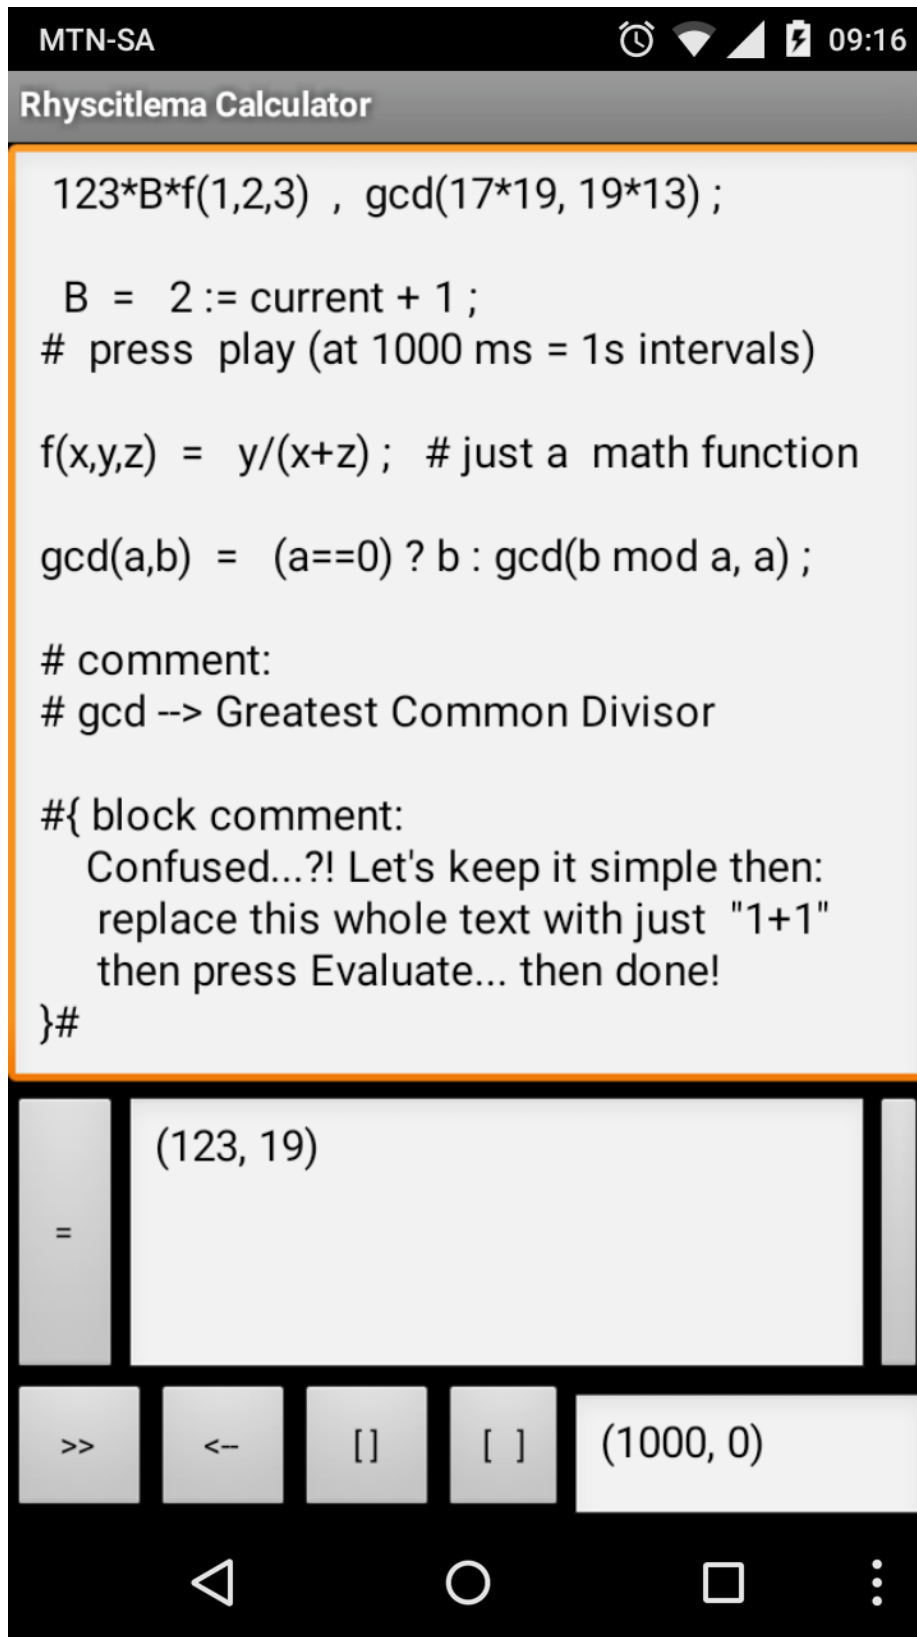 MTN-SA 09:16
Rhyscitlema Calculator
123*B*f(1,2,3) , gcd(17*19, 19*13) ;
B = 2 := current + 1 ;
# press play (at 1000 ms = 1s intervals)
f(x,y,z) = y/(x+z) ; # just a math function
gcd(a,b) = (a==0) ? b : gcd(b mod a, a) ;
# comment:
# gcd --> Greatest Common Divisor
#{ block comment:
Confused...?! Let's keep it simple then:
replace this whole text with just "1+1"
then press Evaluate... then done!
}#
= (123, 19)
>> <-- [] [ ] (1000, 0)